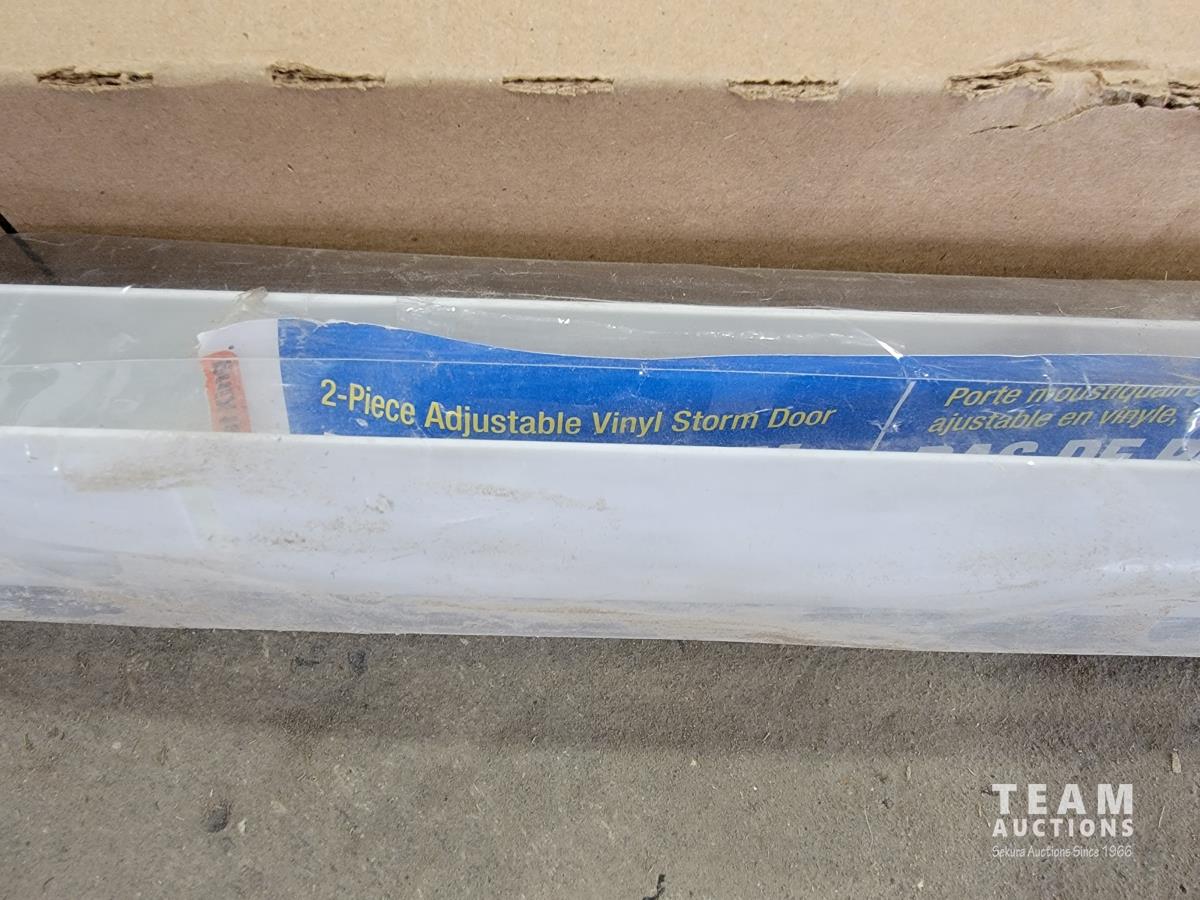 2-Piece Adjustable Vinyl Storm Door
Porte moustiquaire
ajustable en vinyle,
TEAM
AUCTIONS
Sekura Auctions Since 1966